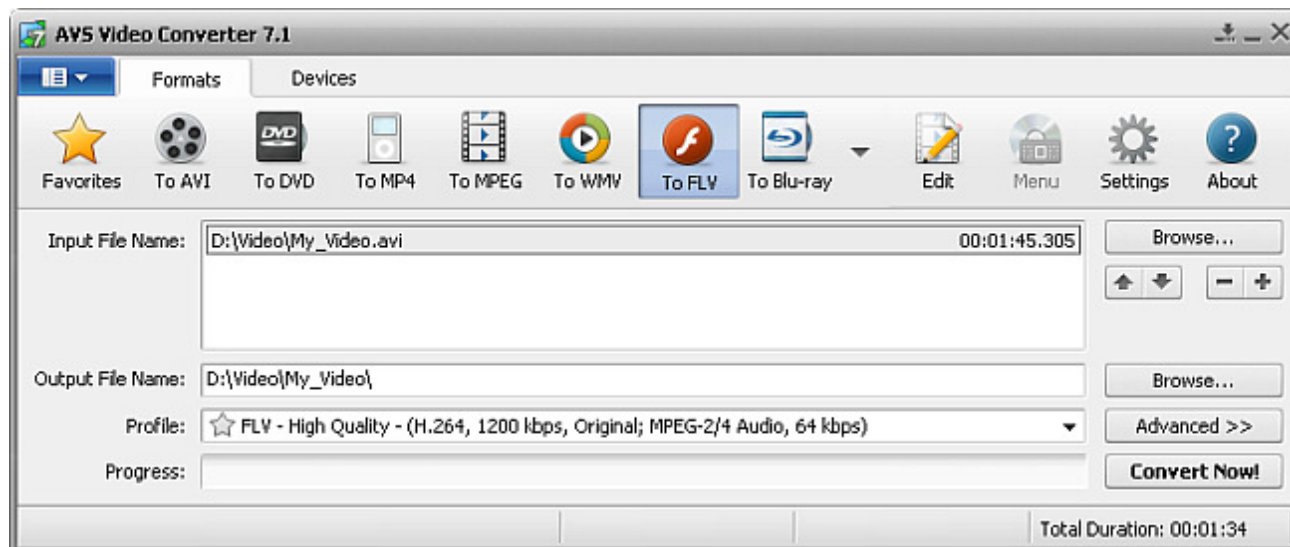 AVS Video Converter 7.1
Formats Devices
DVD
Favorites To AVI To DVD To MP4 To MPEG To WMV To FLV To Blu-ray Edit Menu Settings About
Input File Name: D:\Video\My_Video.avi 00:01:45.305 Browse...
Output File Name: D:\Video\My_Video\ Browse...
Profile: FLV - High Quality - (H.264, 1200 kbps, Original; MPEG-2/4 Audio, 64 kbps) Advanced >>
Progress: Convert Now!
Total Duration: 00:01:34